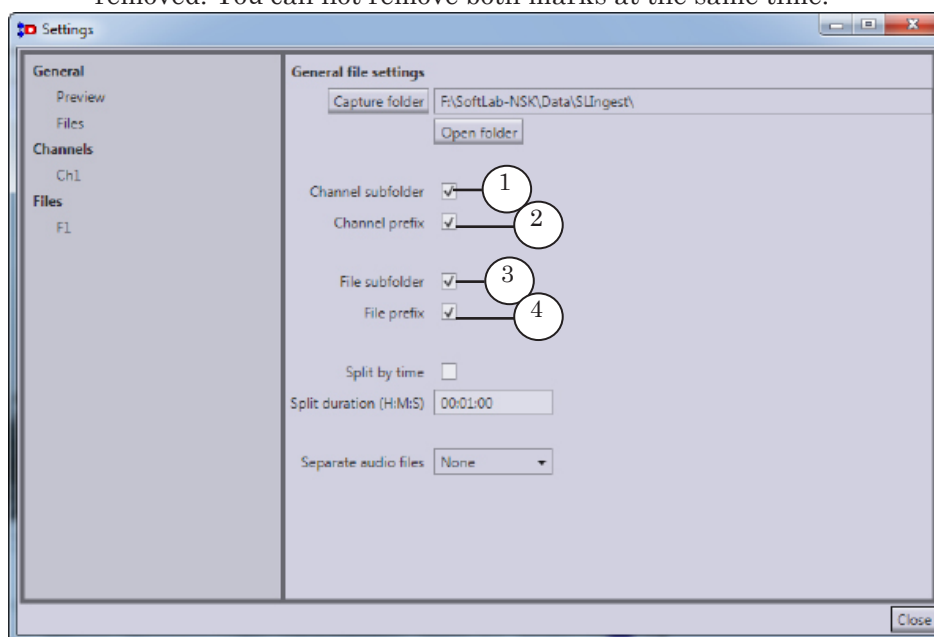 removed. You can not remove both marks at the same time.
Settings
General
Preview
Files
Channels
Ch1
Files
F1
General file settings
Capture folder F:\SoftLab-NSK\Data\SLIngest\
Open folder
Channel subfolder 1
Channel prefix 2
File subfolder 3
File prefix 4
Split by time
Split duration (H:M:S) 00:01:00
Separate audio files None
Close